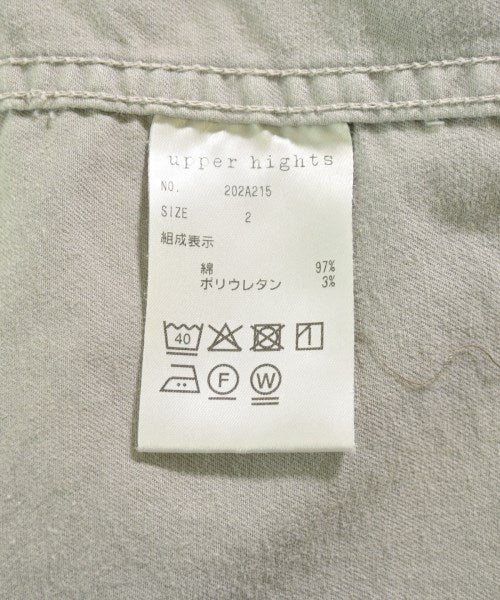 upper hights
NO. 202A215
SIZE 2
組成表示
綿 97%
ポリウレタン 3%
40
F W